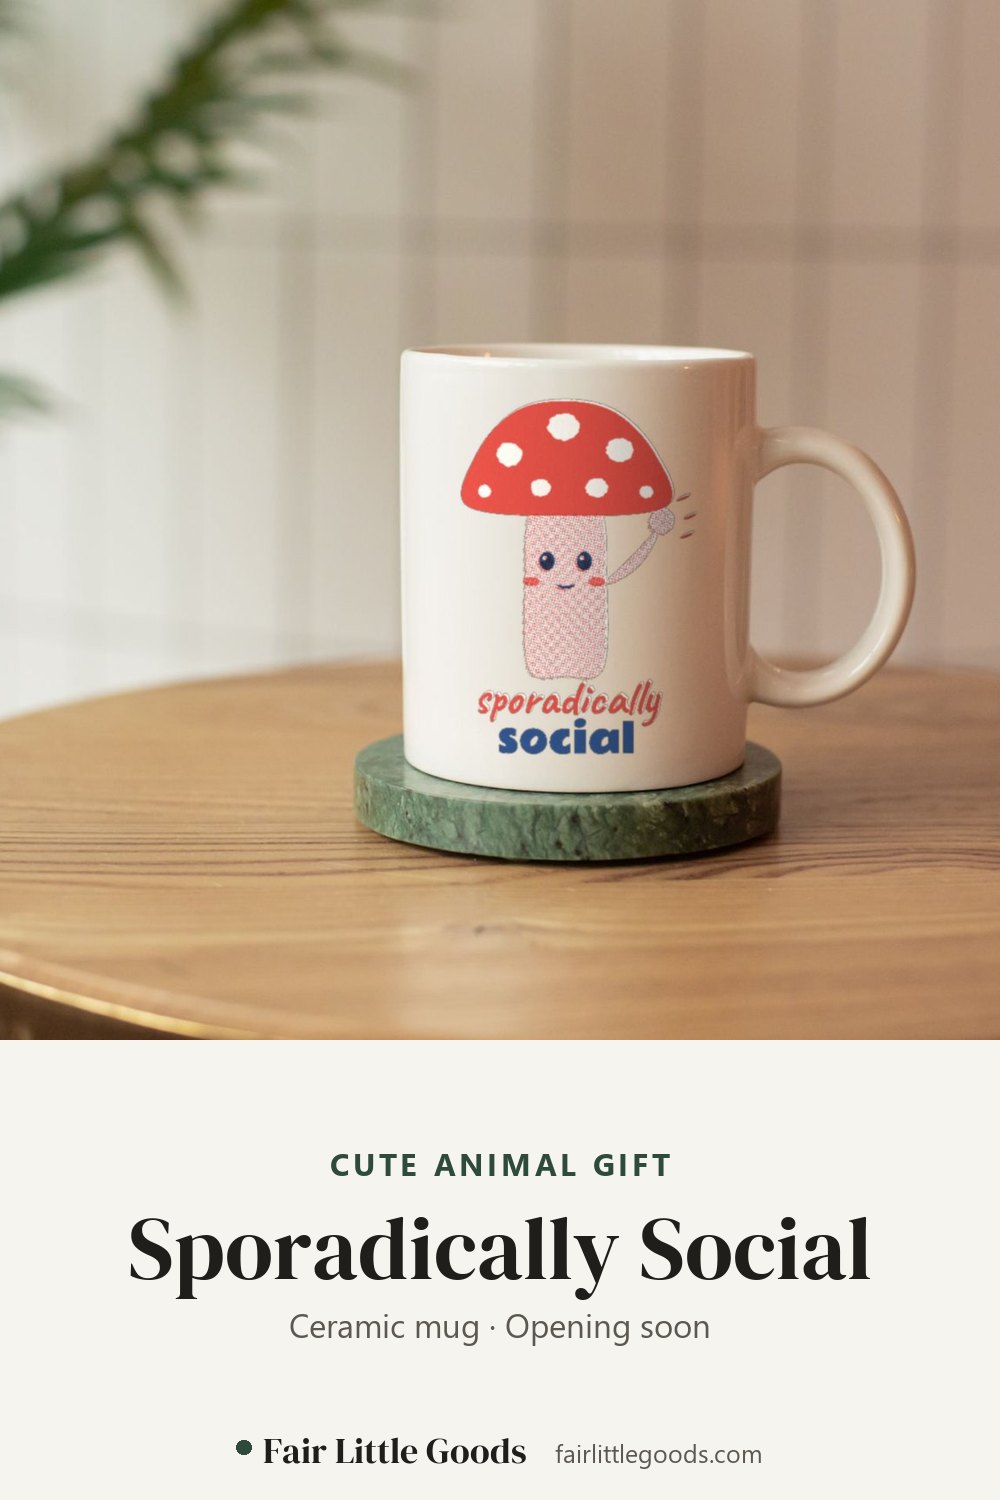 sporadically
social
CUTE ANIMAL GIFT
Sporadically Social
Ceramic mug · Opening soon
Fair Little Goods fairlittlegoods.com